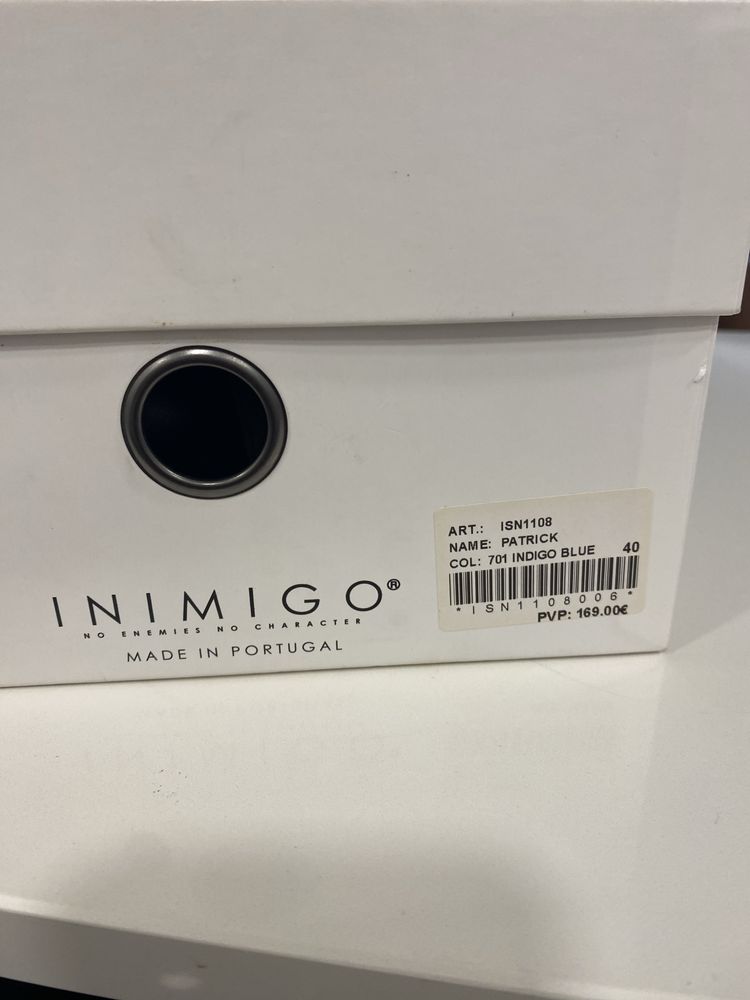 INIMIGO®
NO ENEMIES NO CHARACTER
MADE IN PORTUGAL
ART.: ISN1108
NAME: PATRICK
COL: 701 INDIGO BLUE 40
*ISN1108006*
PVP: 169.00€